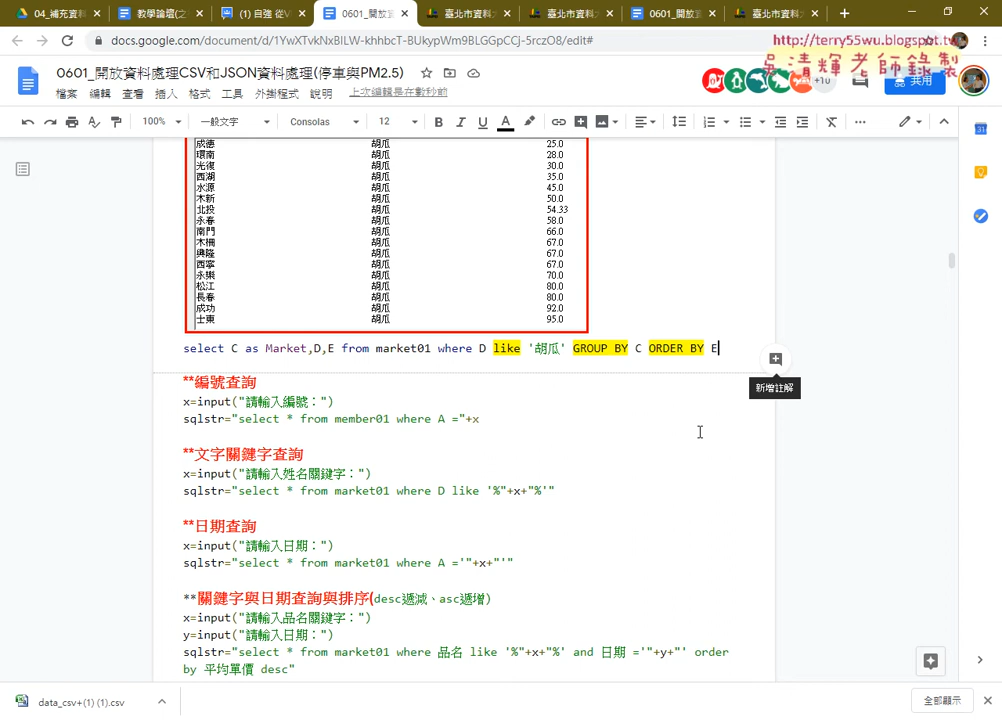 04_補充資料
教學論壇(之
(1) 自強 從V
0601_開放資
臺北市資料大
臺北市資料大
0601_開放資
臺北市資料大
docs.google.com/document/d/1YwXTvkNxBILW-khhbcT-BUkypWm9BLGGpCCj-5rczO8/edit#
http://terry55wu.blogspot.tw
吳清輝老師錄製
0601_開放資料處理CSV和JSON資料處理(停車與PM2.5)
+10
共用
檔案 編輯 查看 插入 格式 工具 外掛程式 說明 上次編輯是在數秒前
100% 一般文字 Consolas 12 B I U A
31
成德 胡瓜 25.0
環南 胡瓜 28.0
光復 胡瓜 30.0
西湖 胡瓜 35.0
水源 胡瓜 45.0
木新 胡瓜 50.0
北投 胡瓜 54.33
永春 胡瓜 58.0
南門 胡瓜 66.0
木柵 胡瓜 67.0
興隆 胡瓜 67.0
西寧 胡瓜 67.0
永樂 胡瓜 70.0
松江 胡瓜 80.0
長春 胡瓜 80.0
成功 胡瓜 92.0
士東 胡瓜 95.0
select C as Market,D,E from market01 where D like '胡瓜' GROUP BY C ORDER BY E
新增註解
**編號查詢
x=input("請輸入編號：")
sqlstr="select * from member01 where A ="+x
**文字關鍵字查詢
x=input("請輸入姓名關鍵字：")
sqlstr="select * from market01 where D like '%"+x+"%'"
**日期查詢
x=input("請輸入日期：")
sqlstr="select * from market01 where A ='"+x+"'"
**關鍵字與日期查詢與排序(desc遞減、asc遞增)
x=input("請輸入品名關鍵字：")
y=input("請輸入日期：")
sqlstr="select * from market01 where 品名 like '%"+x+"%' and 日期 ='"+y+"' order
by 平均單價 desc"
data_csv+(1) (1).csv
全部顯示